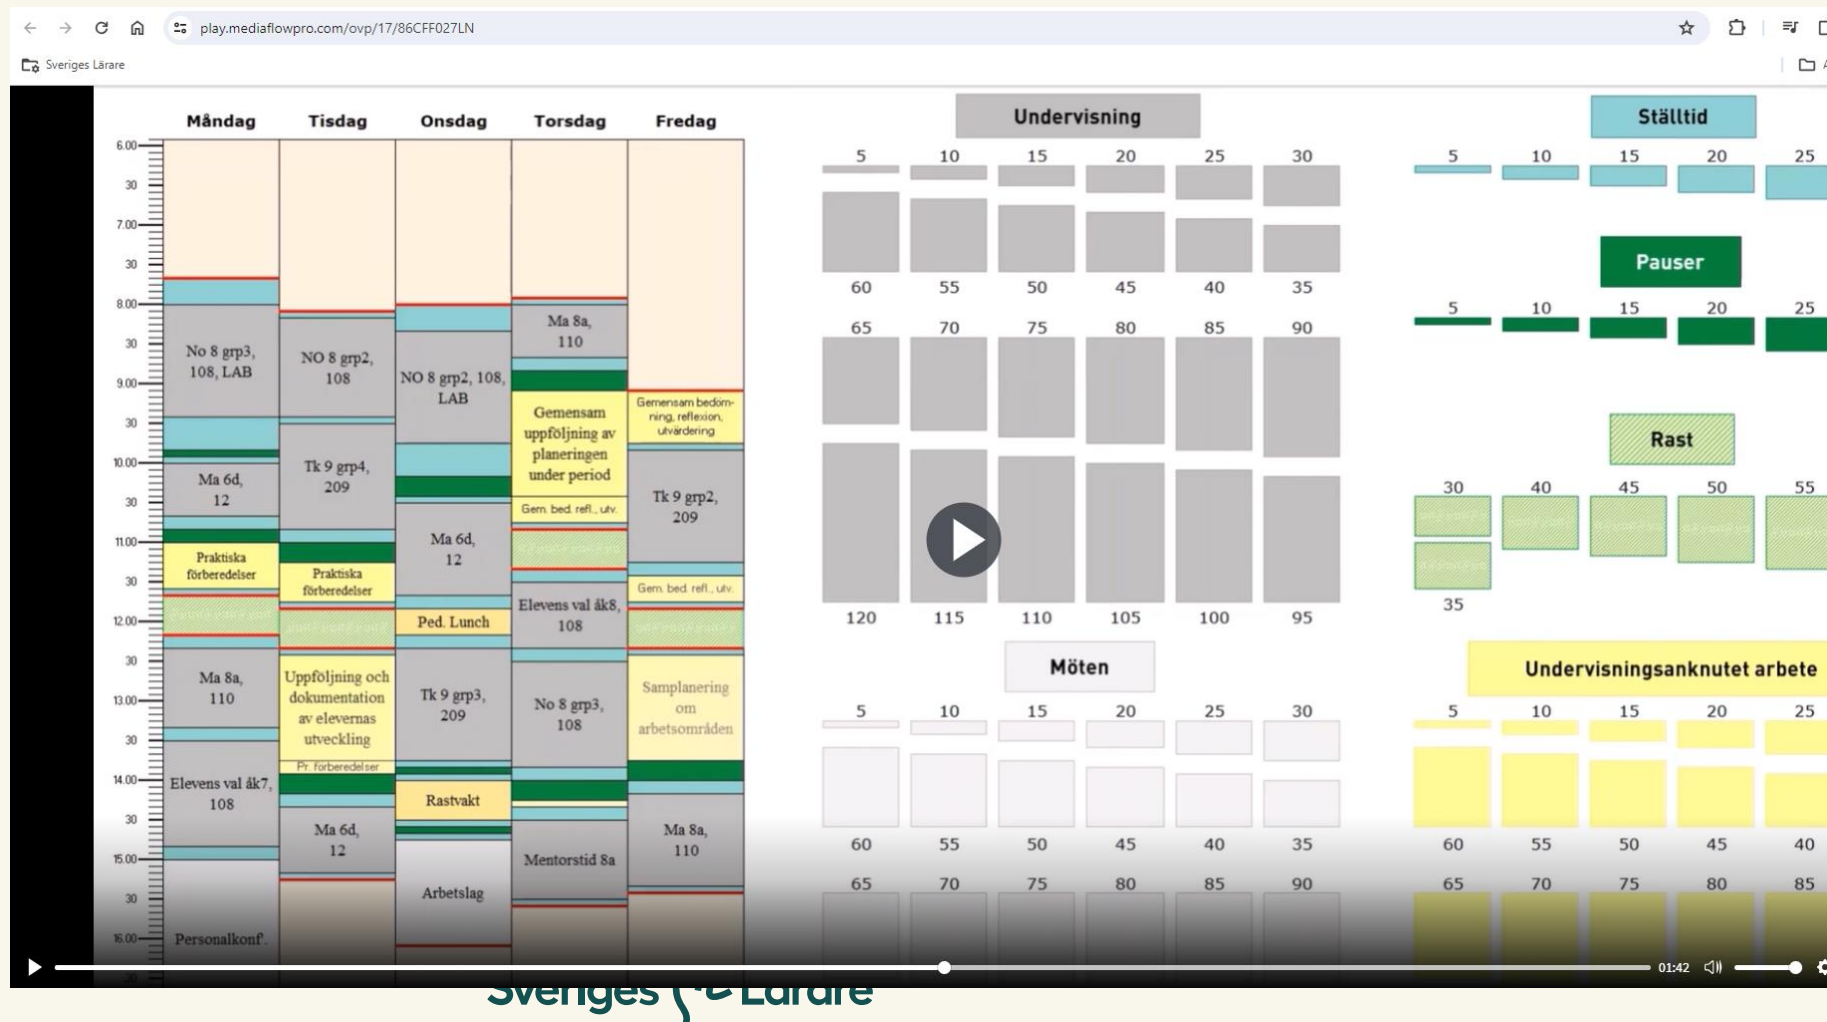 play.mediaflowpro.com/ovp/17/86CFF027LN
Sveriges Lärare
Måndag Tisdag Onsdag Torsdag Fredag
6.00
30
7.00
30
8.00
30
9.00
30
10.00
30
11.00
30
12.00
30
13.00
30
14.00
30
15.00
30
16.00
No 8 grp3,
108, LAB
Ma 6d,
12
Praktiska
förberedelser
Ma 8a,
110
Elevens val åk7,
108
Personalkonf.
NO 8 grp2,
108
Tk 9 grp4,
209
Praktiska
förberedelser
Uppföljning och
dokumentation
av elevernas
utveckling
Pr. förberedelser
Ma 6d,
12
NO 8 grp2, 108,
LAB
Ma 6d,
12
Ped. Lunch
Tk 9 grp3,
209
Rastvakt
Arbetslag
Ma 8a,
110
Gemensam
uppföljning av
planeringen
under period
Gem. bed. refl., utv.
Elevens val åk8,
108
No 8 grp3,
108
Mentorstid 8a
Gemensam bedöm-
ning, reflexion,
utvärdering
Tk 9 grp2,
209
Gem. bed. refl., utv.
Samplanering
om
arbetsområden
Ma 8a,
110
Undervisning
5 10 15 20 25 30
60 55 50 45 40 35
65 70 75 80 85 90
120 115 110 105 100 95
Möten
5 10 15 20 25 30
60 55 50 45 40 35
65 70 75 80 85 90
Ställtid
5 10 15 20 25
Pauser
5 10 15 20 25
Rast
30 40 45 50 55
35
Undervisningsanknutet arbete
5 10 15 20 25
60 55 50 45 40
65 70 75 80 85
01:42
Sveriges Lärare